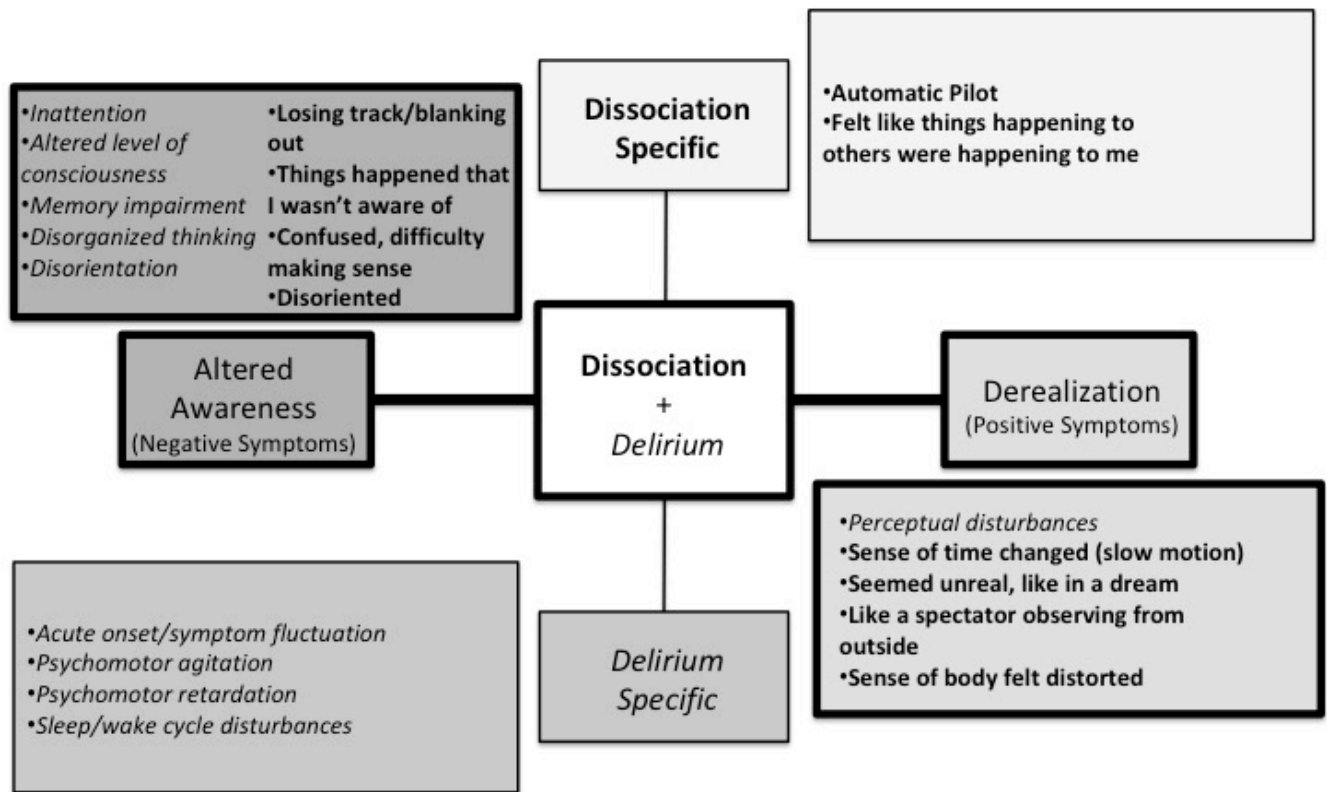 •Inattention
•Altered level of
consciousness
•Memory impairment
•Disorganized thinking
•Disorientation
•Losing track/blanking
out
•Things happened that
I wasn't aware of
•Confused, difficulty
making sense
•Disoriented
Dissociation
Specific
•Automatic Pilot
•Felt like things happening to
others were happening to me
Altered
Awareness
(Negative Symptoms)
Dissociation
+
Delirium
Derealization
(Positive Symptoms)
•Acute onset/symptom fluctuation
•Psychomotor agitation
•Psychomotor retardation
•Sleep/wake cycle disturbances
Delirium
Specific
•Perceptual disturbances
•Sense of time changed (slow motion)
•Seemed unreal, like in a dream
•Like a spectator observing from
outside
•Sense of body felt distorted